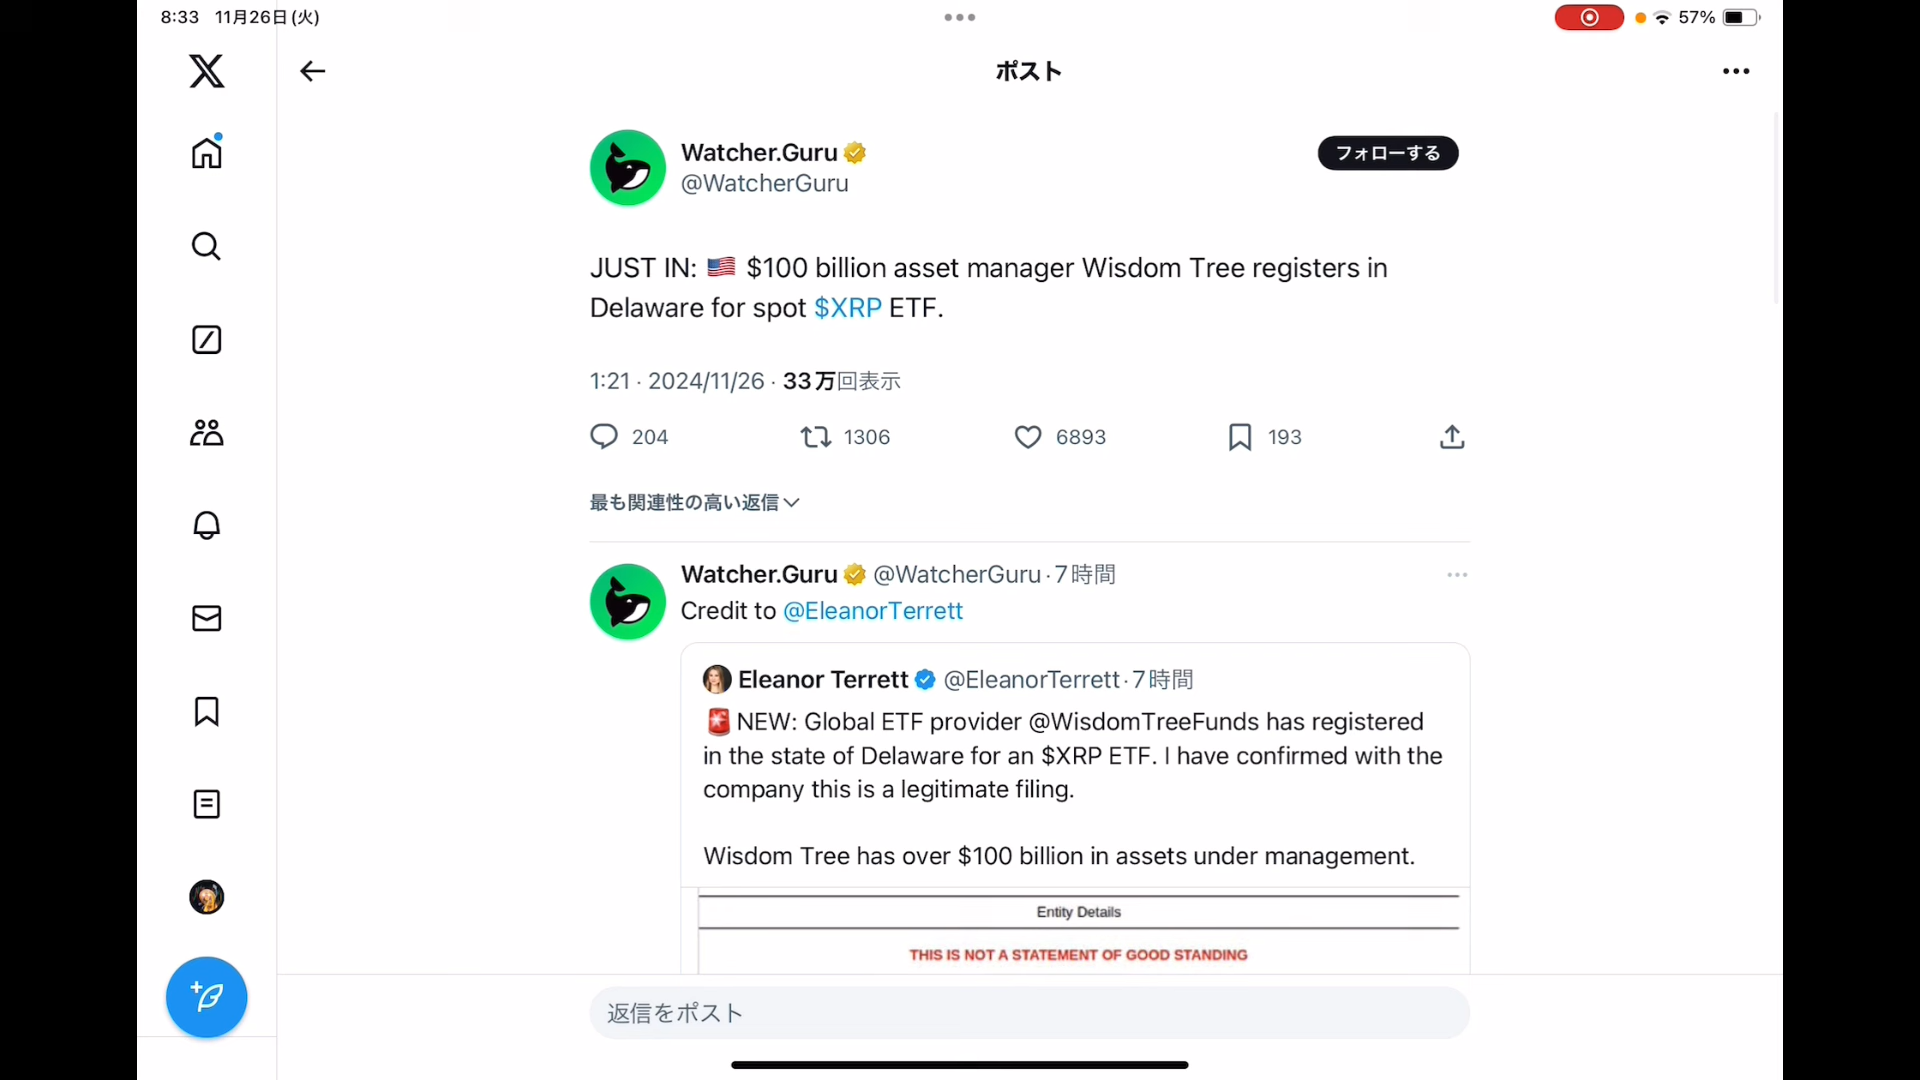 8:33 11月26日(火)
57%
ポスト
Watcher.Guru
@WatcherGuru
フォローする
JUST IN: 🇺🇸 $100 billion asset manager Wisdom Tree registers in
Delaware for spot $XRP ETF.
1:21 · 2024/11/26 · 33万回表示
204 1306 6893 193
最も関連性の高い返信
Watcher.Guru @WatcherGuru · 7時間
Credit to @EleanorTerrett
Eleanor Terrett @EleanorTerrett · 7時間
🚨NEW: Global ETF provider @WisdomTreeFunds has registered
in the state of Delaware for an $XRP ETF. I have confirmed with the
company this is a legitimate filing.
Wisdom Tree has over $100 billion in assets under management.
Entity Details
THIS IS NOT A STATEMENT OF GOOD STANDING
返信をポスト